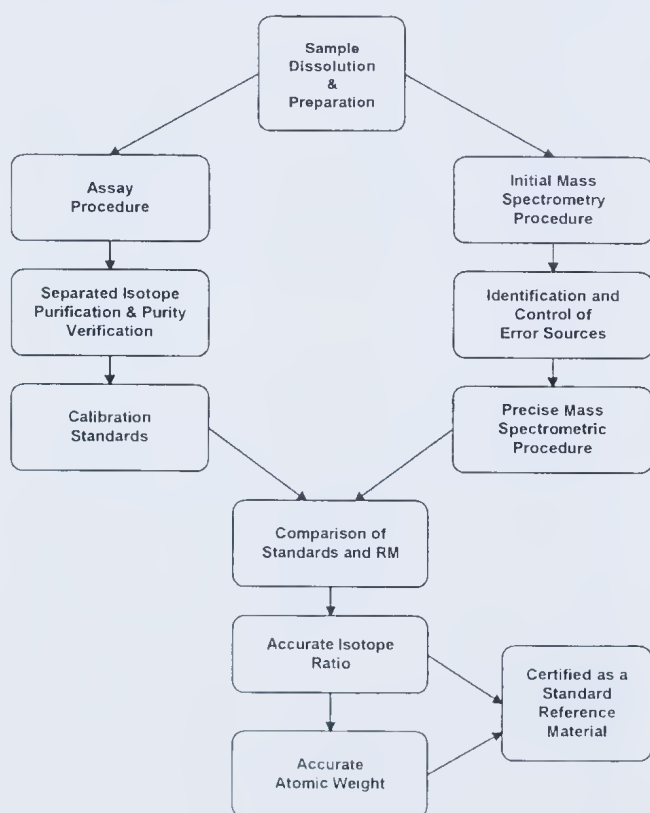 Sample
Dissolution
&
Preparation
Assay
Procedure
Initial Mass
Spectrometry
Procedure
Separated Isotope
Purification & Purity
Verification
Identification and
Control of
Error Sources
Calibration
Standards
Precise Mass
Spectrometric
Procedure
Comparison of
Standards and RM
Accurate Isotope
Ratio
Certified as a
Standard
Reference
Material
Accurate
Atomic Weight